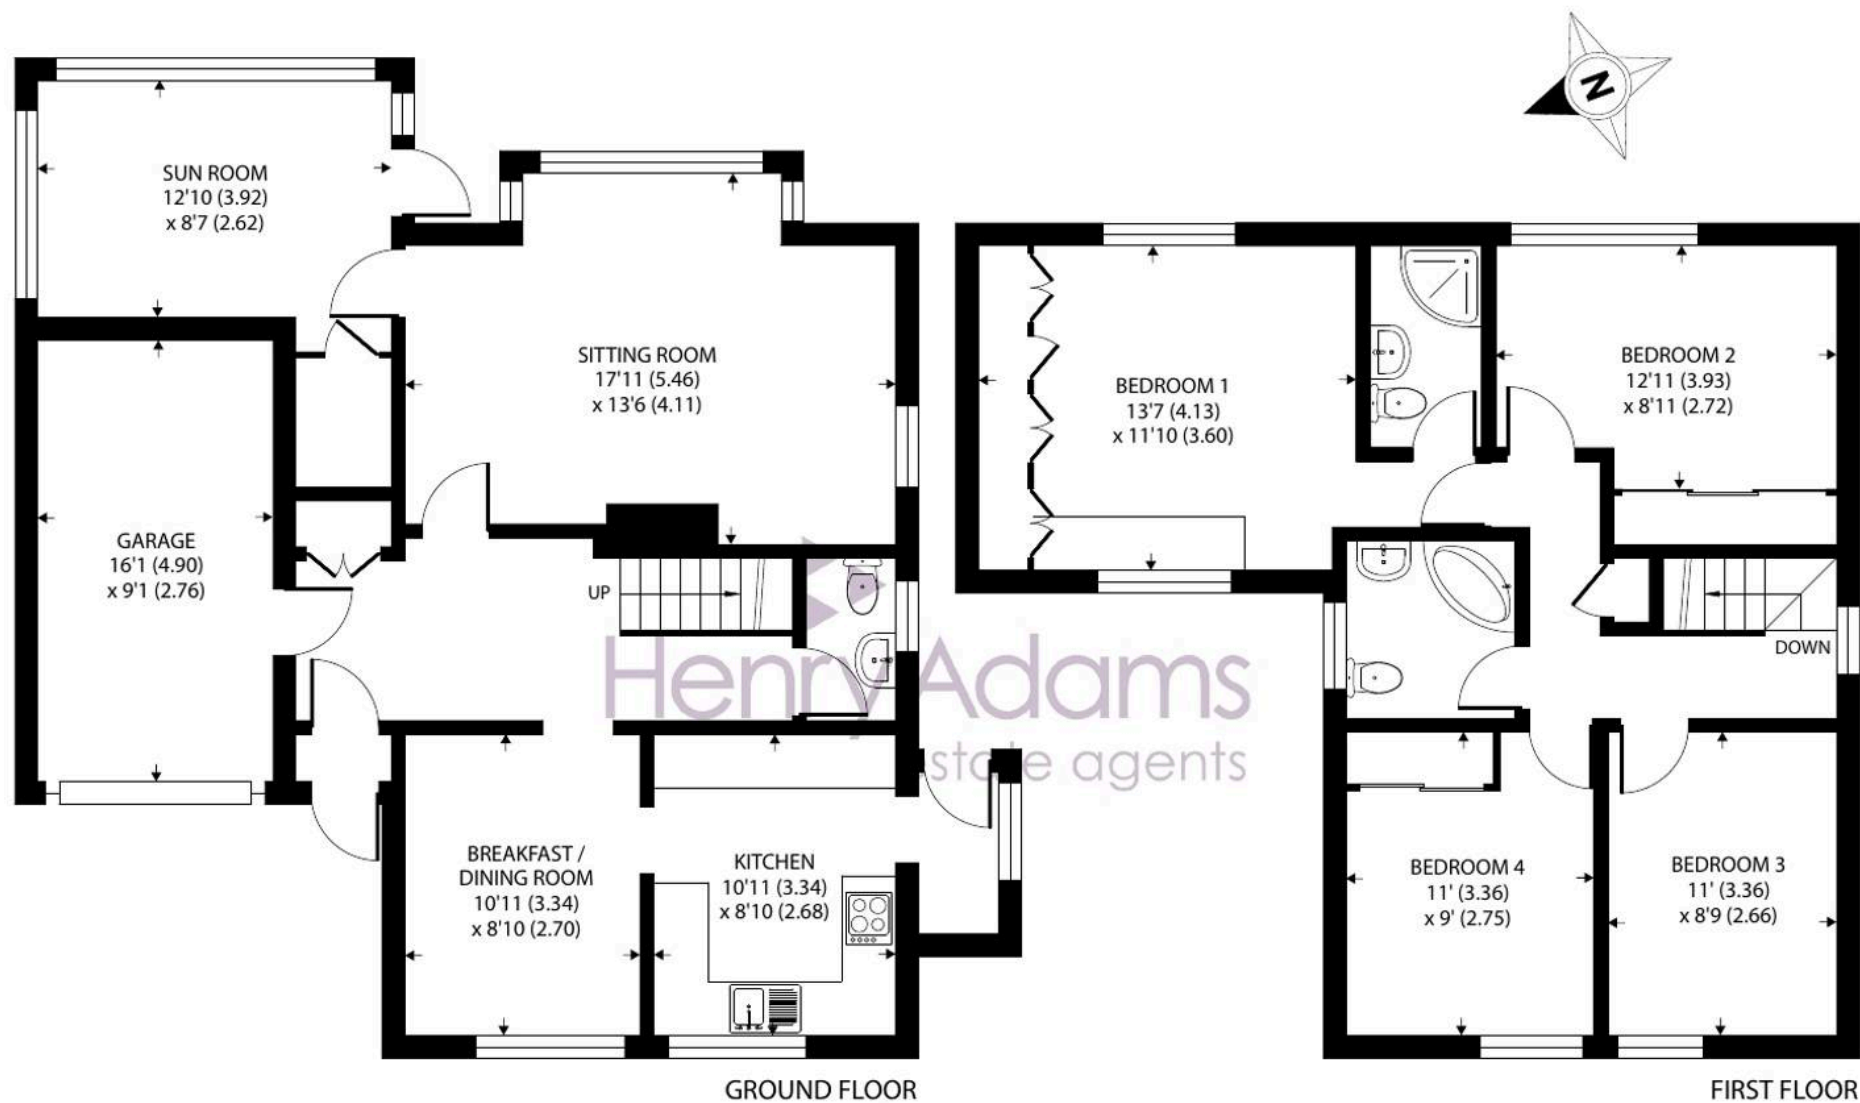 N
SUN ROOM
12'10 (3.92)
x 8'7 (2.62)
SITTING ROOM
17'11 (5.46)
x 13'6 (4.11)
GARAGE
16'1 (4.90)
x 9'1 (2.76)
UP
BREAKFAST /
DINING ROOM
10'11 (3.34)
x 8'10 (2.70)
KITCHEN
10'11 (3.34)
x 8'10 (2.68)
GROUND FLOOR
BEDROOM 1
13'7 (4.13)
x 11'10 (3.60)
BEDROOM 2
12'11 (3.93)
x 8'11 (2.72)
DOWN
BEDROOM 4
11' (3.36)
x 9' (2.75)
BEDROOM 3
11' (3.36)
x 8'9 (2.66)
FIRST FLOOR
Henry Adams
estate agents